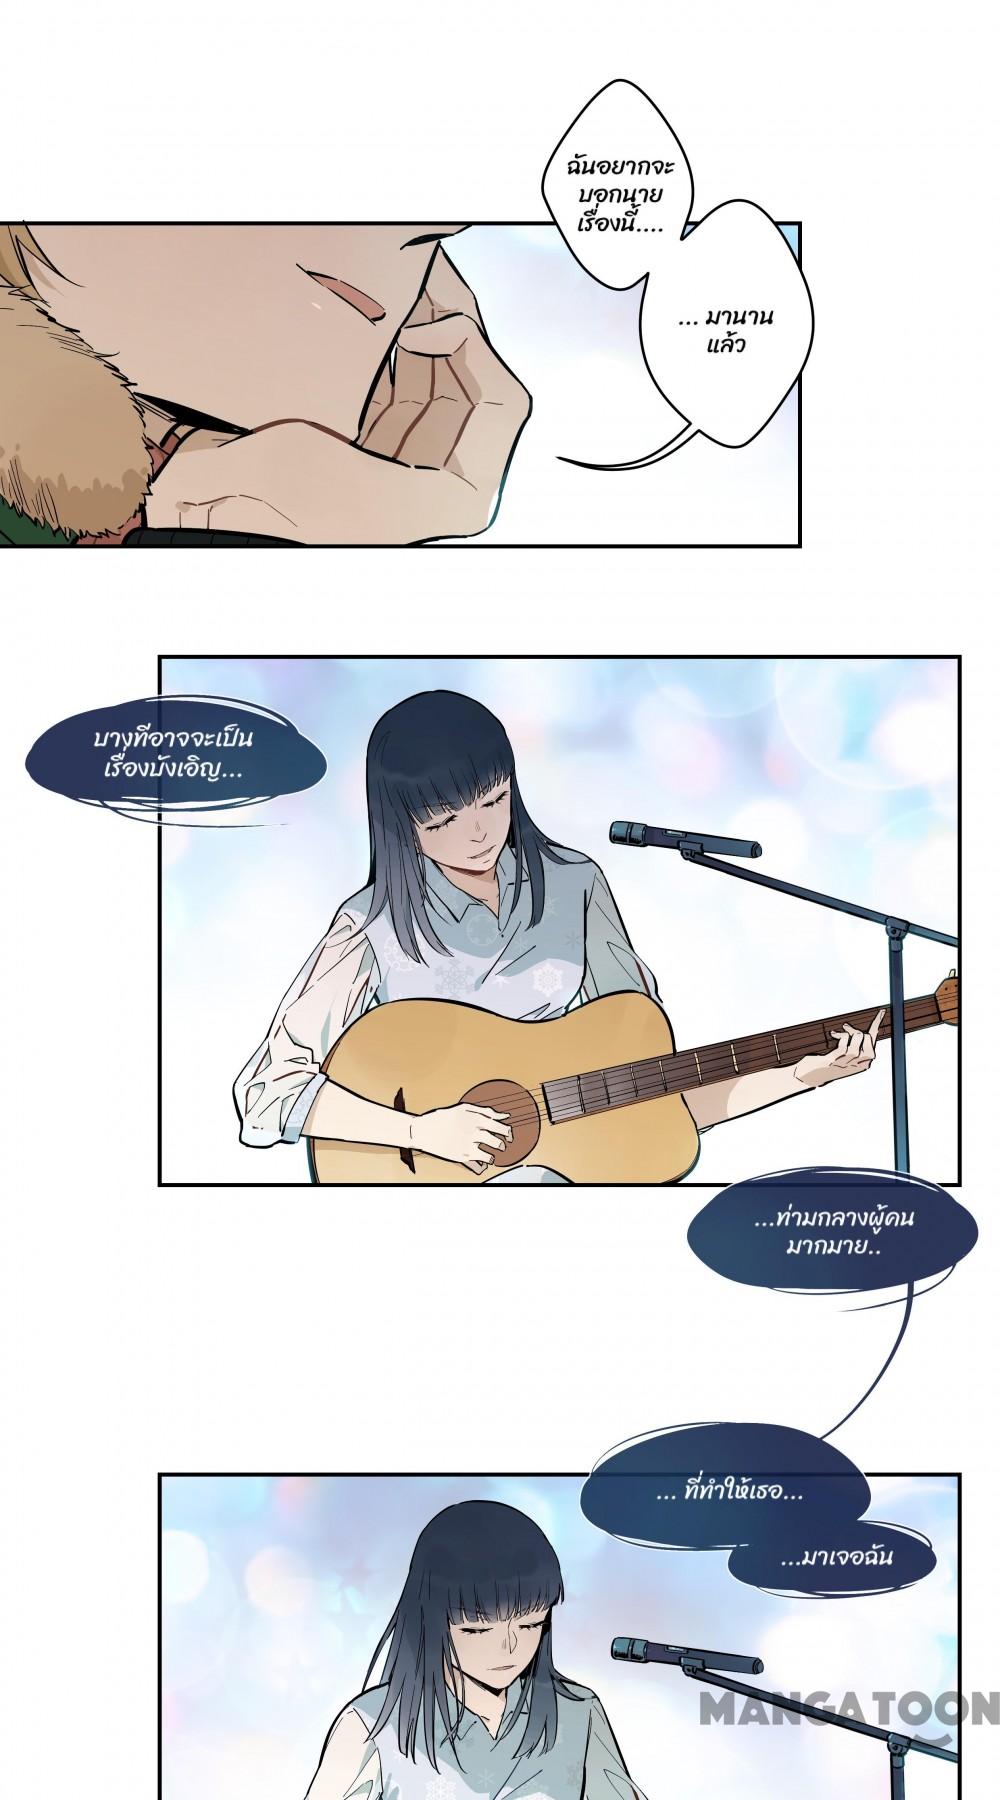 ฉันอยากจะ
บอกนาย
เรื่องนี้....
... มานาน
แล้ว
บางทีอาจจะเป็น
เรื่องบังเอิญ...
...ท่ามกลางผู้คน
มากมาย..
... ที่ทำให้เธอ...
...มาเจอฉัน
MANGATOON